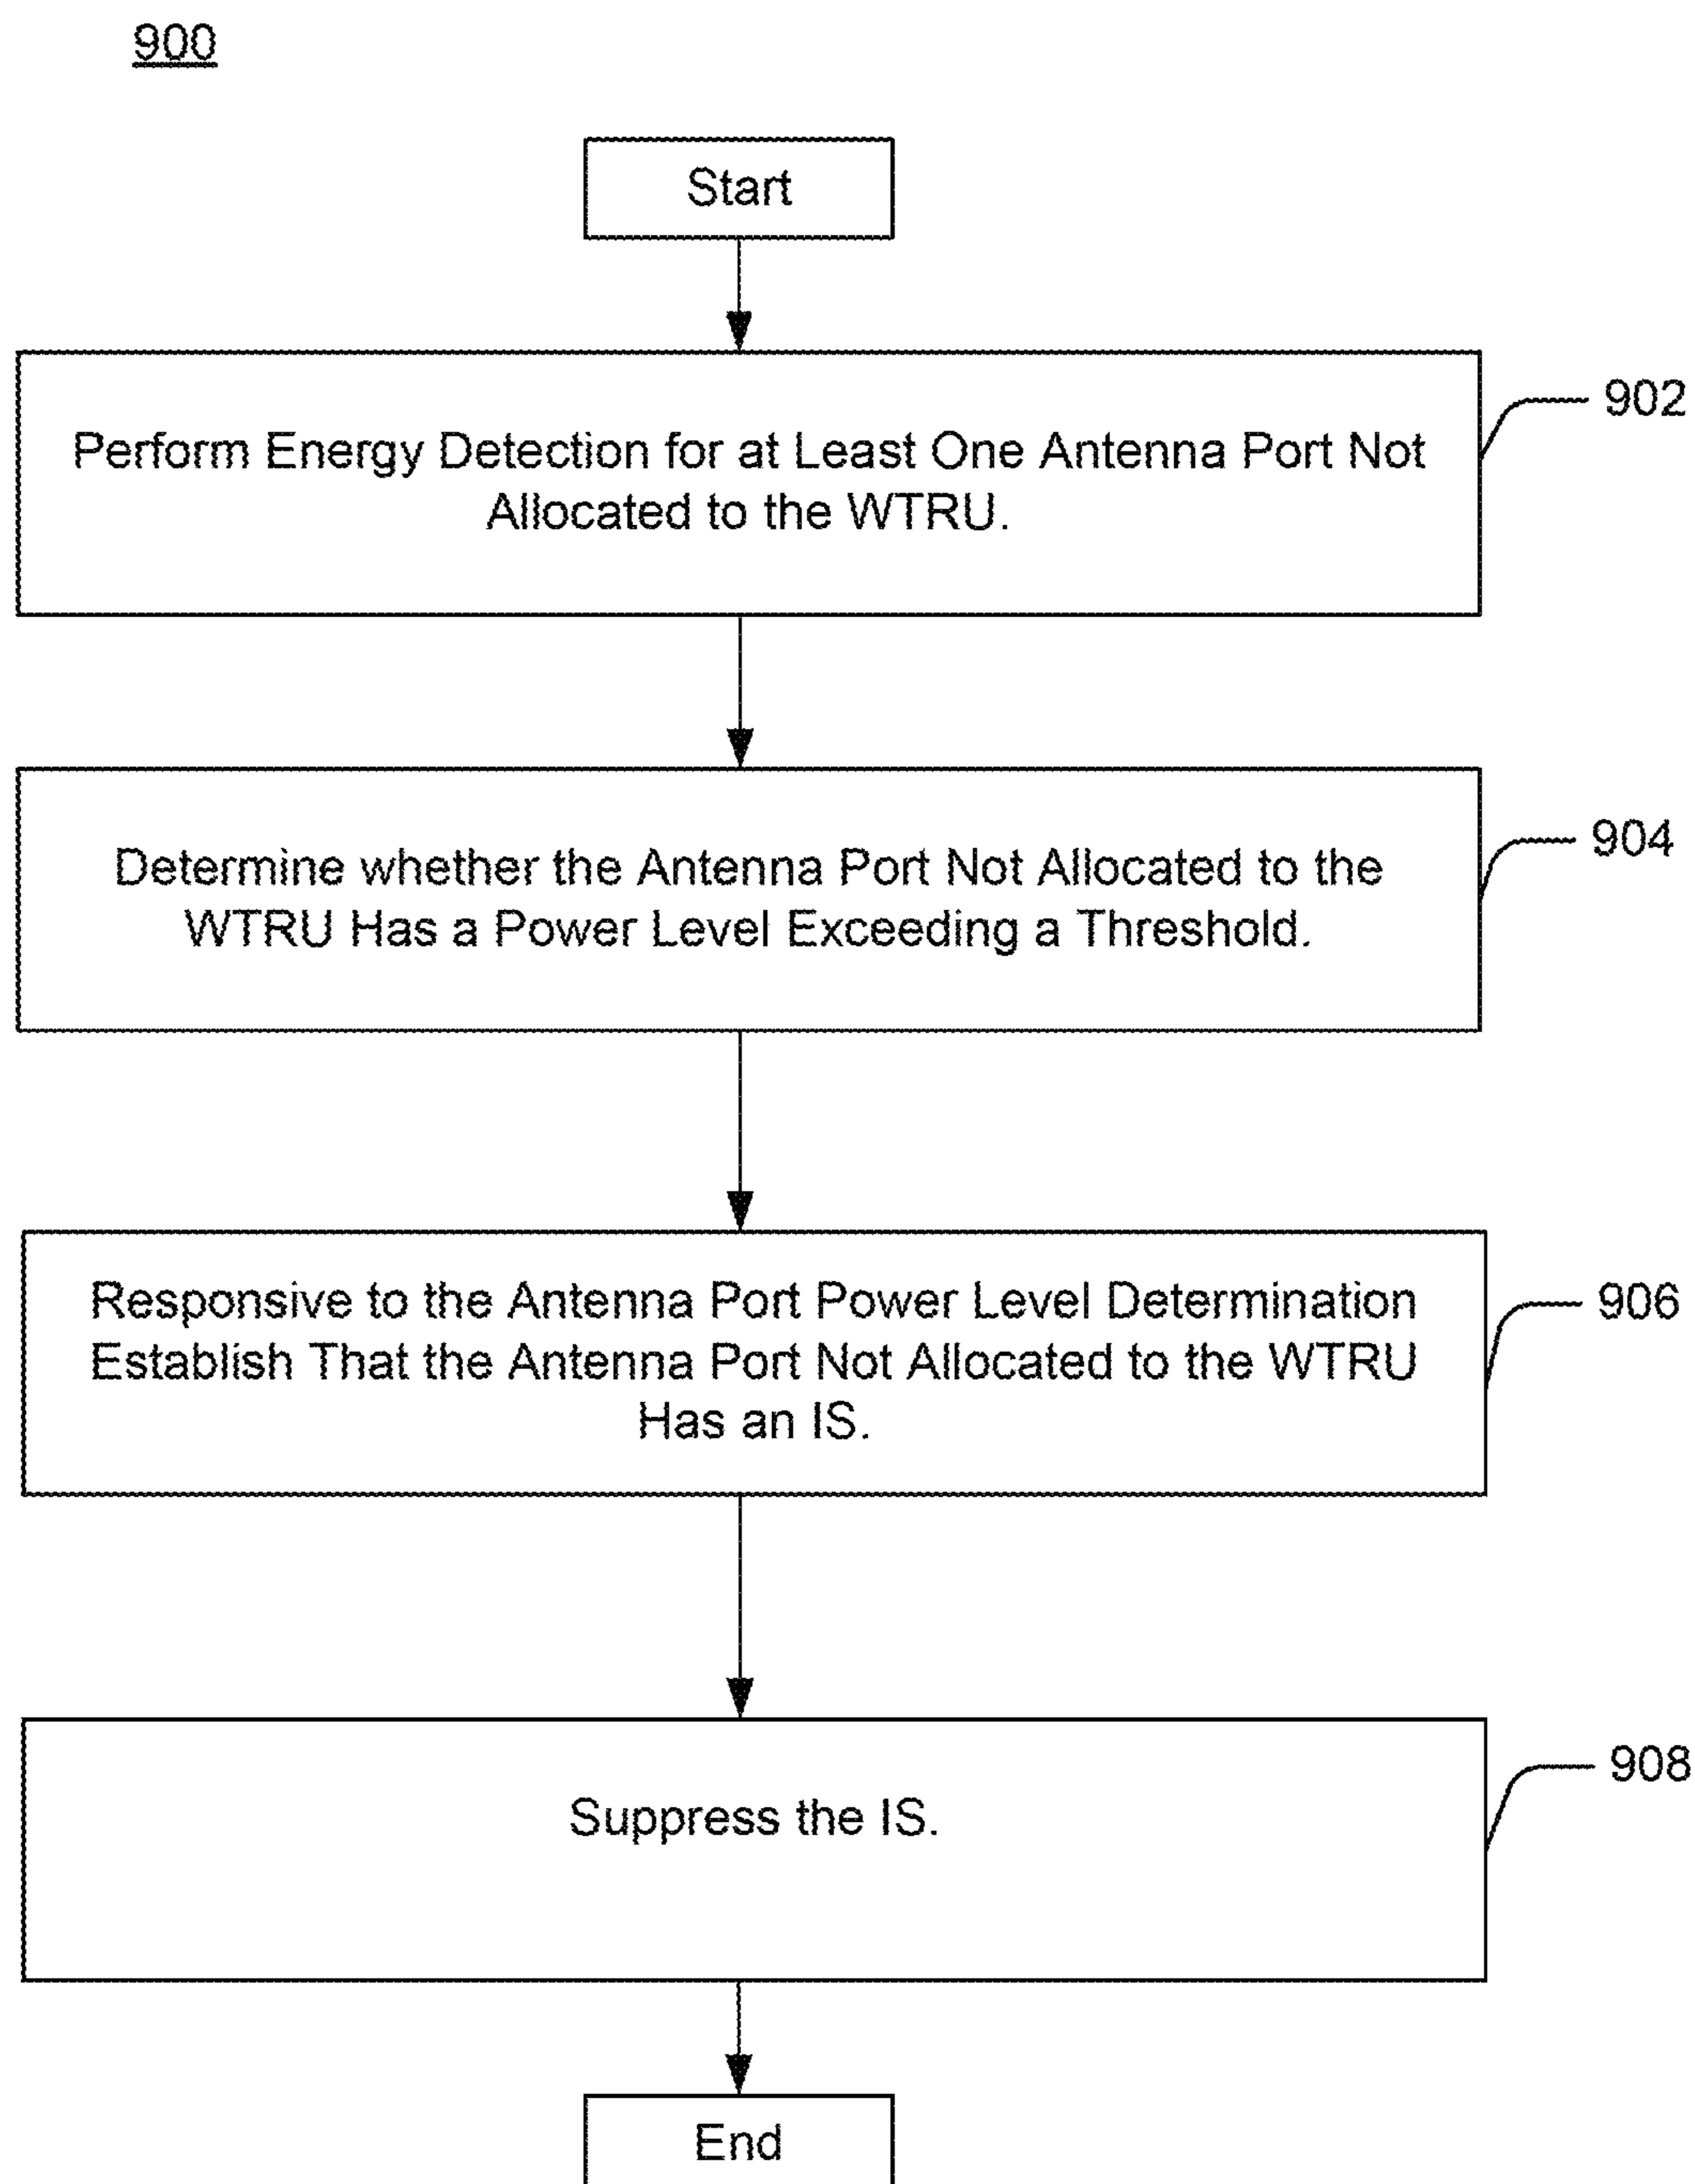 900
Start
Perform Energy Detection for at Least One Antenna Port Not
Allocated to the WTRU.
902
Determine whether the Antenna Port Not Allocated to the
WTRU Has a Power Level Exceeding a Threshold.
904
Responsive to the Antenna Port Power Level Determination
Establish That the Antenna Port Not Allocated to the WTRU
Has an IS.
906
Suppress the IS.
908
End